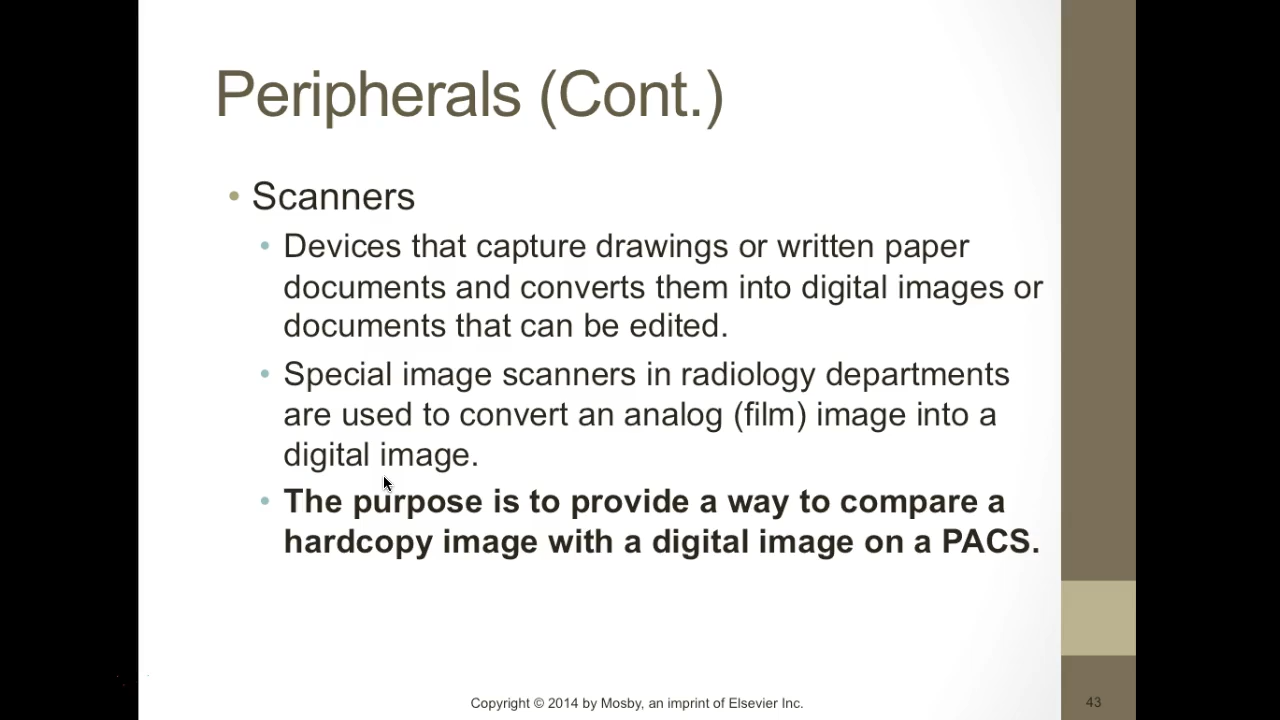 Peripherals (Cont.)
• Scanners
• Devices that capture drawings or written paper
documents and converts them into digital images or
documents that can be edited.
• Special image scanners in radiology departments
are used to convert an analog (film) image into a
digital image.
• The purpose is to provide a way to compare a
hardcopy image with a digital image on a PACS.
Copyright © 2014 by Mosby, an imprint of Elsevier Inc.
43